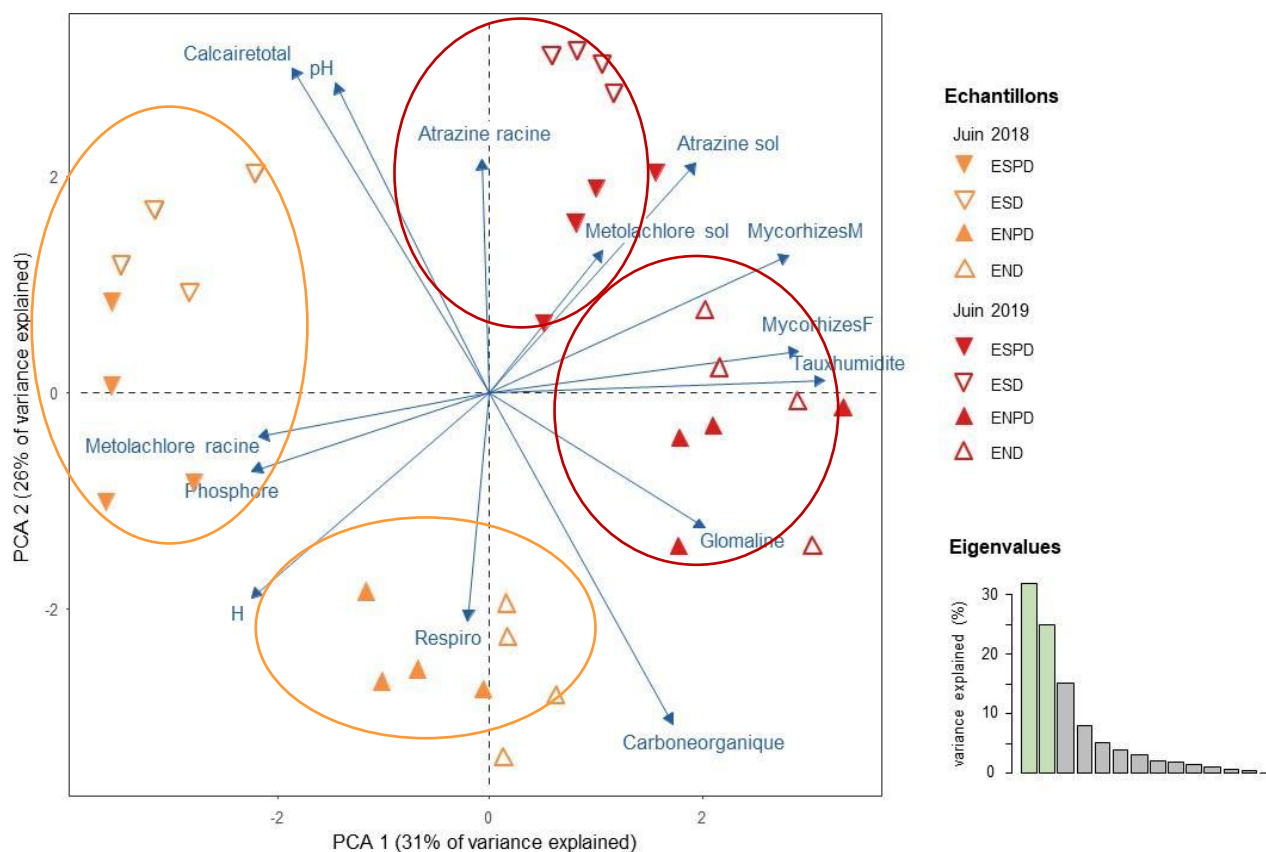 Calcairetotal
pH
Atrazine racine
Atrazine sol
Metolachlore sol
MycorhizesM
MycorhizesF
Tauxhumidite
Metolachlore racine
Phosphore
Glomaline
H
Respiro
Carboneorganique
2
0
-2
PCA 2 (26% of variance explained)
-2
0
2
PCA 1 (31% of variance explained)
Echantillons
Juin 2018
ESPD
ESD
ENPD
END
Juin 2019
ESPD
ESD
ENPD
END
Eigenvalues
variance explained (%)
30
20
10
0